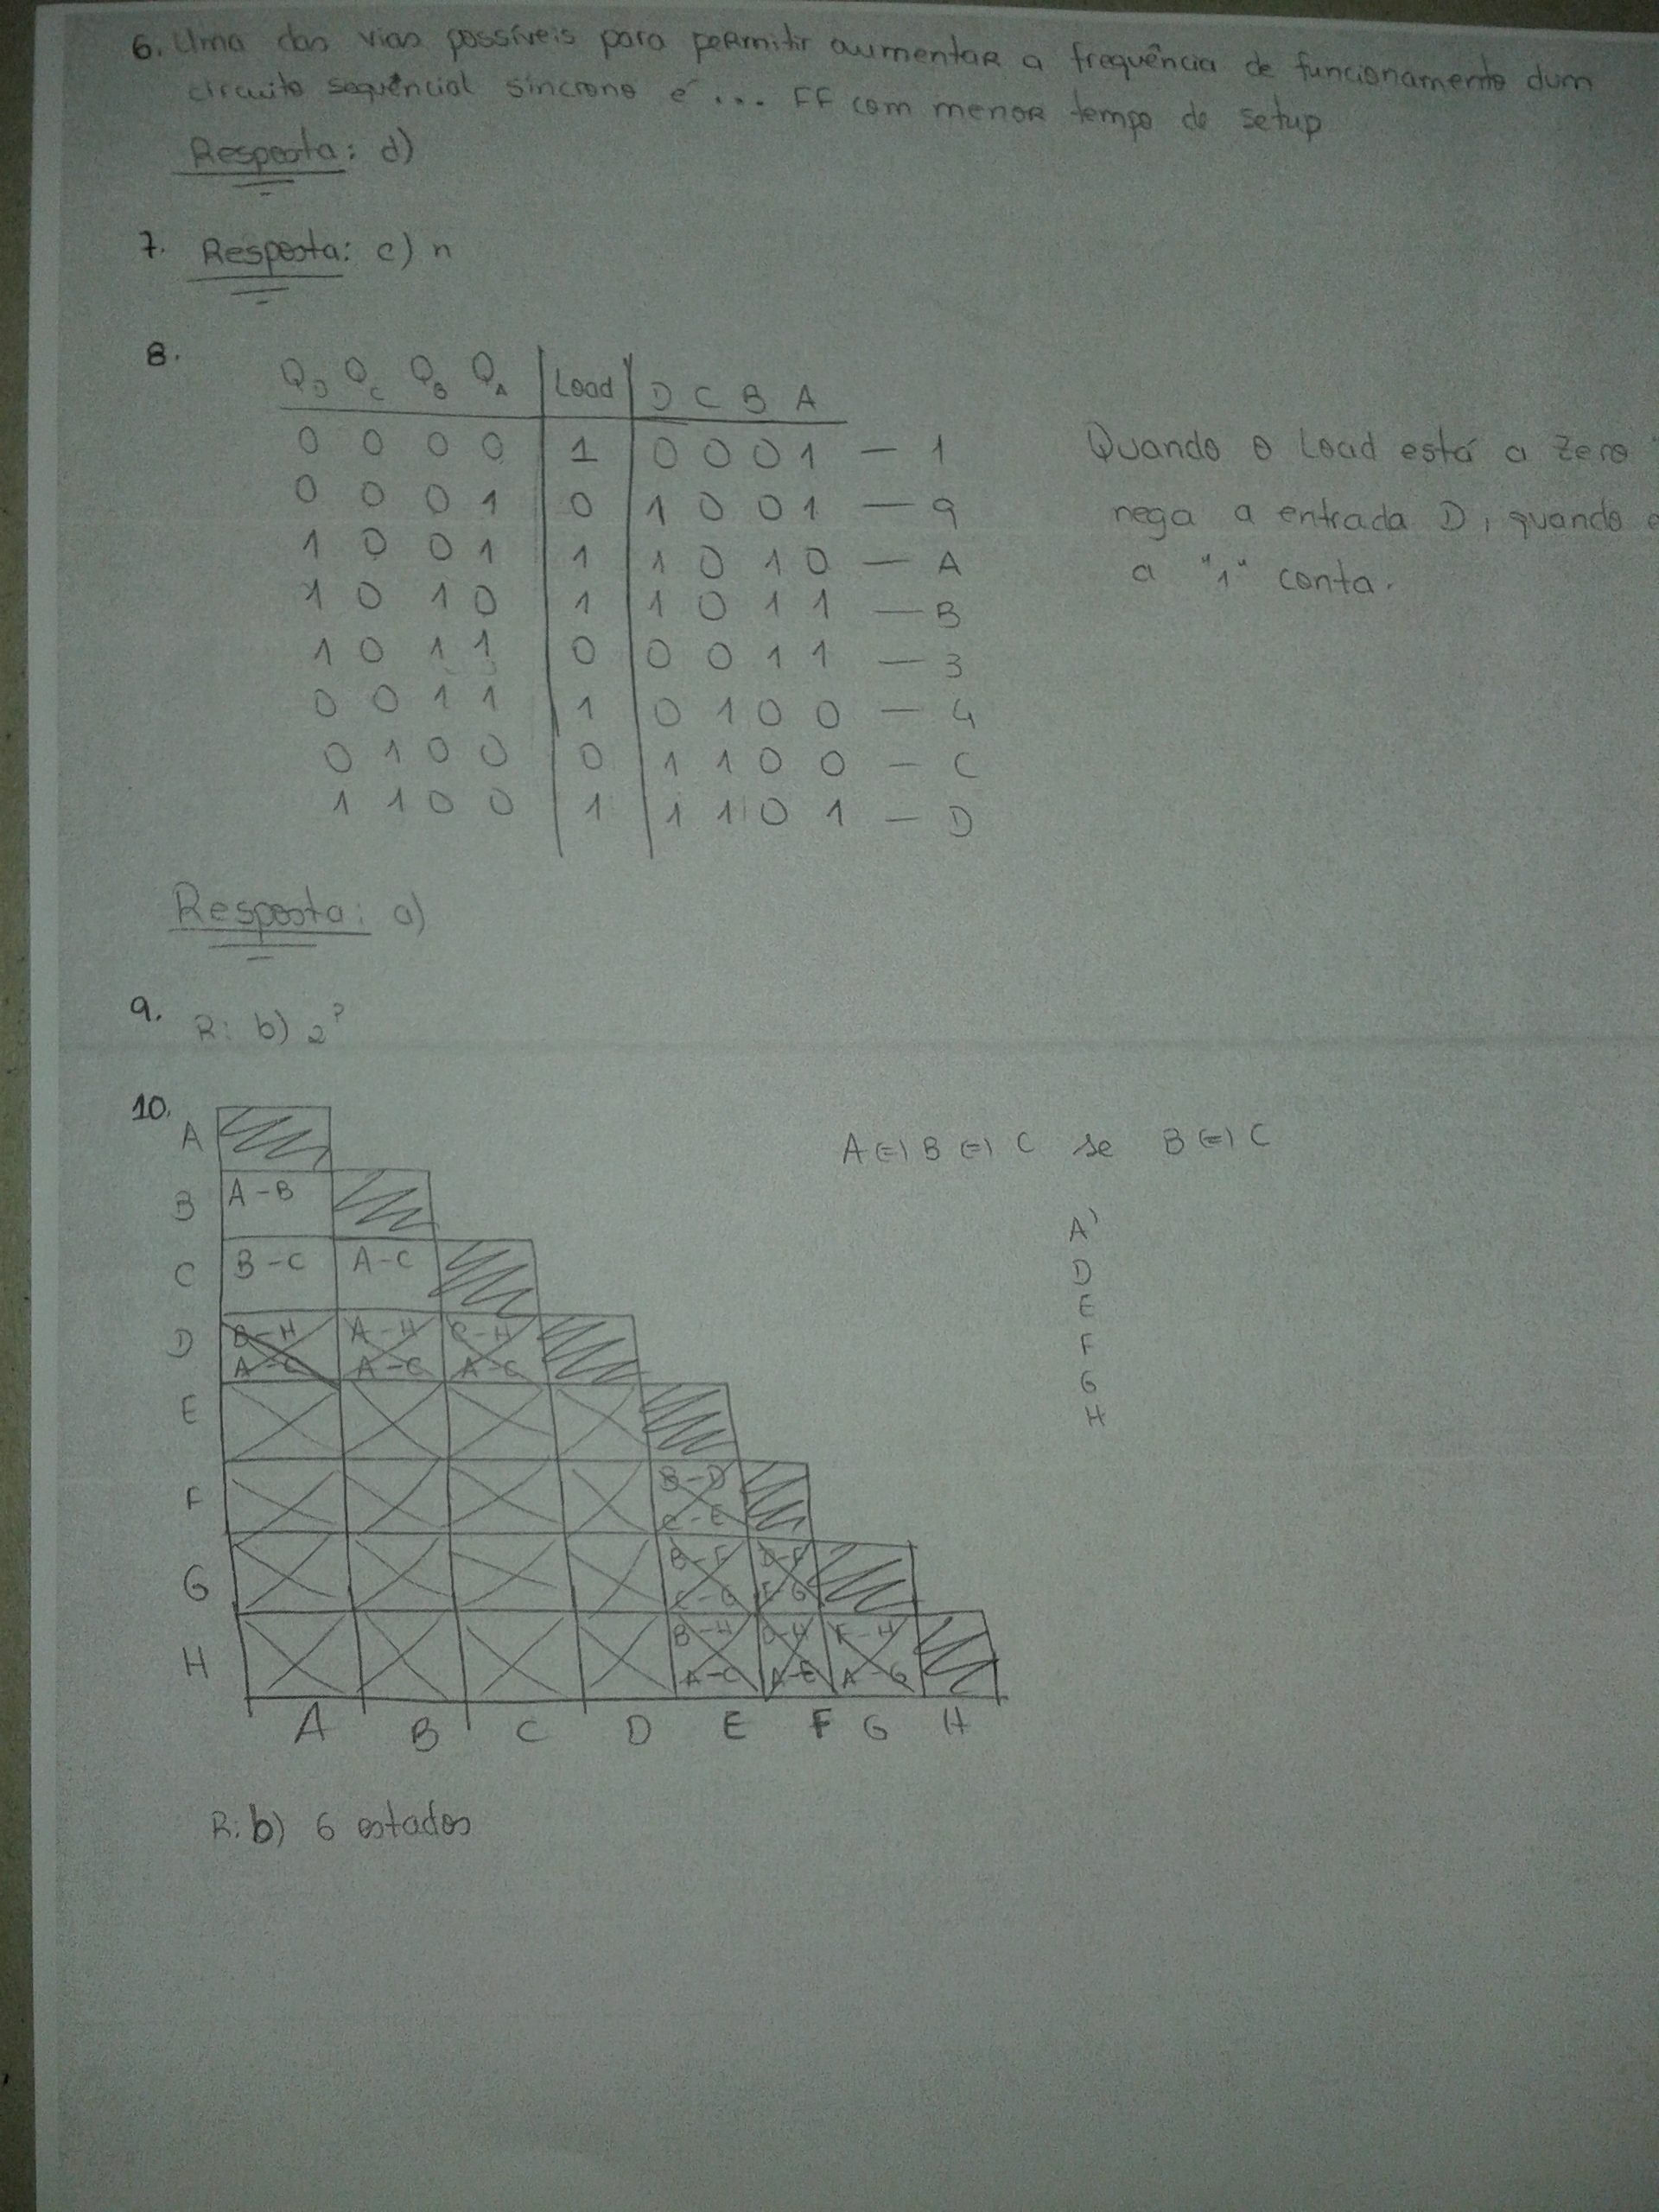 6. Uma das vias possíveis para permitir aumentar a frequência de funcionamento dum
circuito sequêncial síncrono é ... FF com menor tempo de setup
Resposta: d)
7. Resposta: c) n
8.
QD QC QB QA | Load | D C B A
0 0 0 0 | 1 | 0 0 0 1 — 1
0 0 0 1 | 0 | 1 0 0 1 — 9
1 0 0 1 | 1 | 1 0 1 0 — A
1 0 1 0 | 1 | 1 0 1 1 — B
1 0 1 1 | 0 | 0 0 1 1 — 3
0 0 1 1 | 1 | 0 1 0 0 — 4
0 1 0 0 | 0 | 1 1 0 0 — C
1 1 0 0 | 1 | 1 1 0 1 — D
Quando o Load está a zero
nega a entrada D, quando
a "1" conta.
Resposta: a)
9. R: b) 2^P
10.
A
B A-B
C B-C A-C
D B-H A-H C-H
A-C A-C A-C
E
F B-D
C-E
G
H B-H D-H F-H
A-C A-E A-G
A B C D E F G H
A⇔B⇔C se B⇔C
A'
D
E
F
G
H
R: b) 6 estados